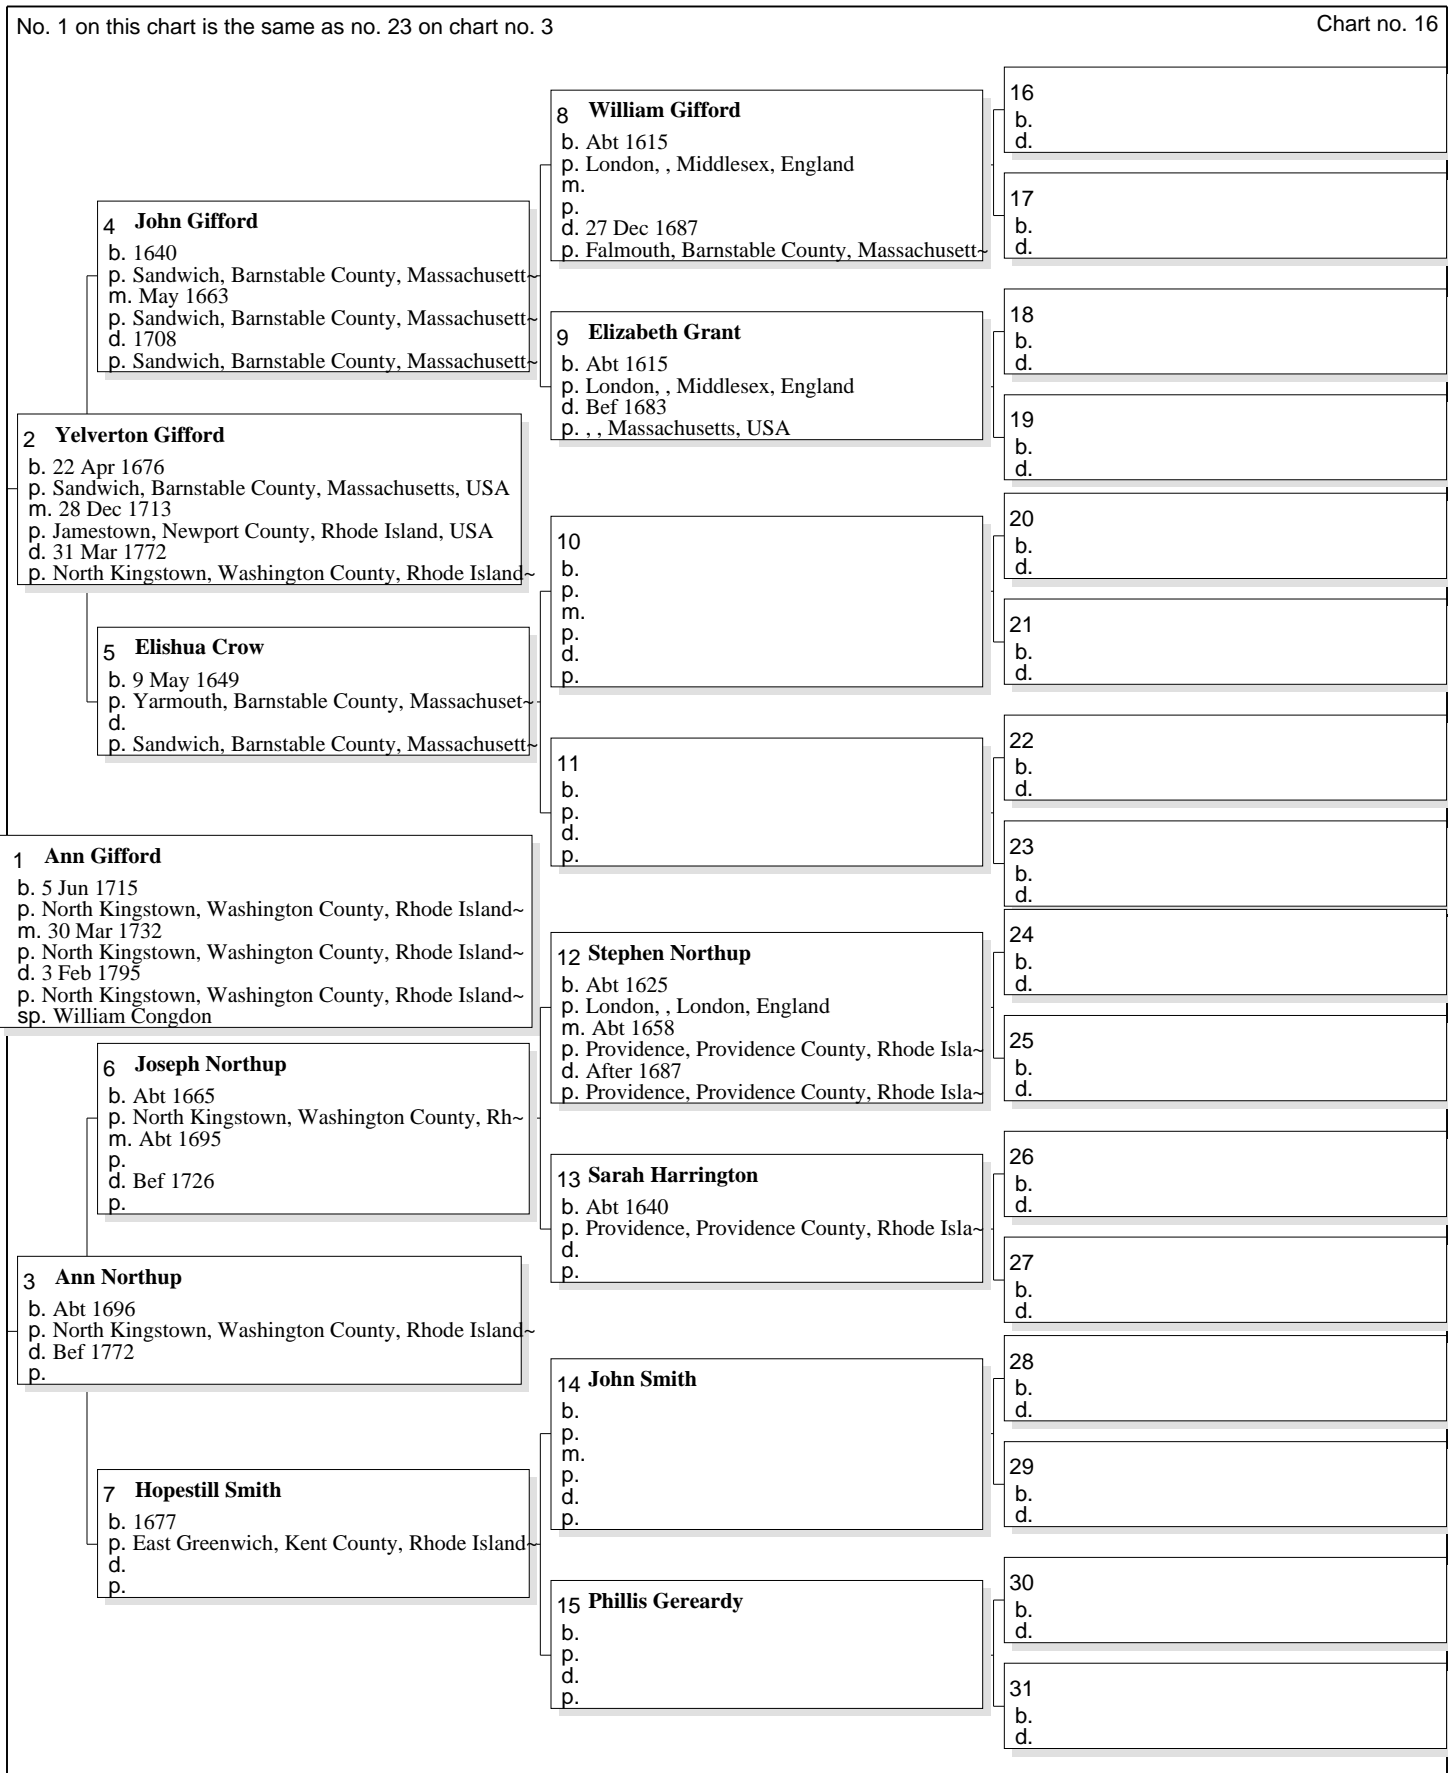 No. 1 on this chart is the same as no. 23 on chart no. 3
Chart no. 16
1 Ann Gifford
b. 5 Jun 1715
p. North Kingstown, Washington County, Rhode Island~
m. 30 Mar 1732
p. North Kingstown, Washington County, Rhode Island~
d. 3 Feb 1795
p. North Kingstown, Washington County, Rhode Island~
sp. William Congdon
2 Yelverton Gifford
b. 22 Apr 1676
p. Sandwich, Barnstable County, Massachusetts, USA
m. 28 Dec 1713
p. Jamestown, Newport County, Rhode Island, USA
d. 31 Mar 1772
p. North Kingstown, Washington County, Rhode Island~
3 Ann Northup
b. Abt 1696
p. North Kingstown, Washington County, Rhode Island~
d. Bef 1772
p.
4 John Gifford
b. 1640
p. Sandwich, Barnstable County, Massachusett~
m. May 1663
p. Sandwich, Barnstable County, Massachusett~
d. 1708
p. Sandwich, Barnstable County, Massachusett~
5 Elishua Crow
b. 9 May 1649
p. Yarmouth, Barnstable County, Massachuset~
d.
p. Sandwich, Barnstable County, Massachusett~
6 Joseph Northup
b. Abt 1665
p. North Kingstown, Washington County, Rh~
m. Abt 1695
p.
d. Bef 1726
p.
7 Hopestill Smith
b. 1677
p. East Greenwich, Kent County, Rhode Island~
d.
p.
8 William Gifford
b. Abt 1615
p. London, , Middlesex, England
m.
p.
d. 27 Dec 1687
p. Falmouth, Barnstable County, Massachusett~
9 Elizabeth Grant
b. Abt 1615
p. London, , Middlesex, England
d. Bef 1683
p. , , Massachusetts, USA
10
b.
p.
m.
p.
d.
p.
11
b.
p.
d.
p.
12 Stephen Northup
b. Abt 1625
p. London, , London, England
m. Abt 1658
p. Providence, Providence County, Rhode Isla~
d. After 1687
p. Providence, Providence County, Rhode Isla~
13 Sarah Harrington
b. Abt 1640
p. Providence, Providence County, Rhode Isla~
d.
p.
14 John Smith
b.
p.
m.
p.
d.
p.
15 Phillis Gereardy
b.
p.
d.
p.
16
b.
d.
17
b.
d.
18
b.
d.
19
b.
d.
20
b.
d.
21
b.
d.
22
b.
d.
23
b.
d.
24
b.
d.
25
b.
d.
26
b.
d.
27
b.
d.
28
b.
d.
29
b.
d.
30
b.
d.
31
b.
d.